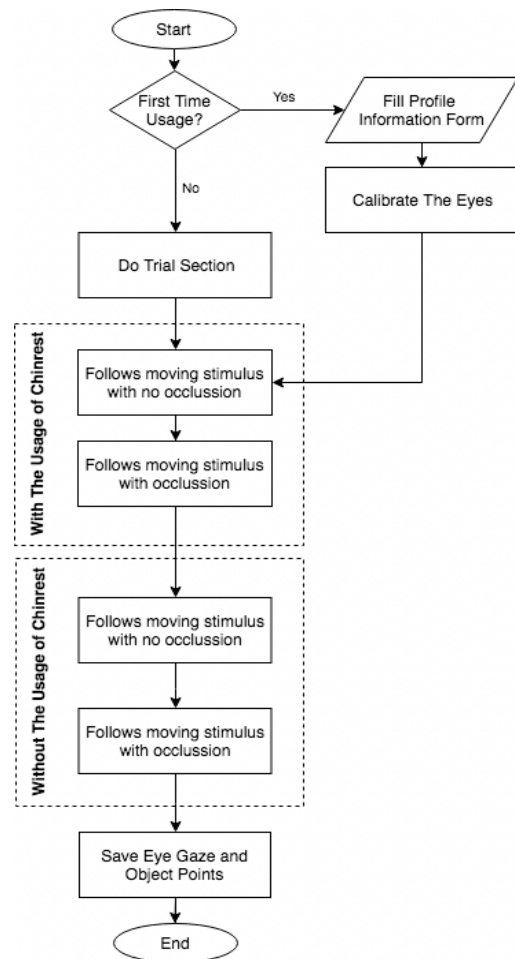 Start
First Time
Usage?
Yes
Fill Profile
Information Form
No
Calibrate The Eyes
Do Trial Section
With The Usage of Chinrest
Follows moving stimulus
with no occlussion
Follows moving stimulus
with occlussion
Without The Usage of Chinrest
Follows moving stimulus
with no occlussion
Follows moving stimulus
with occlussion
Save Eye Gaze and
Object Points
End